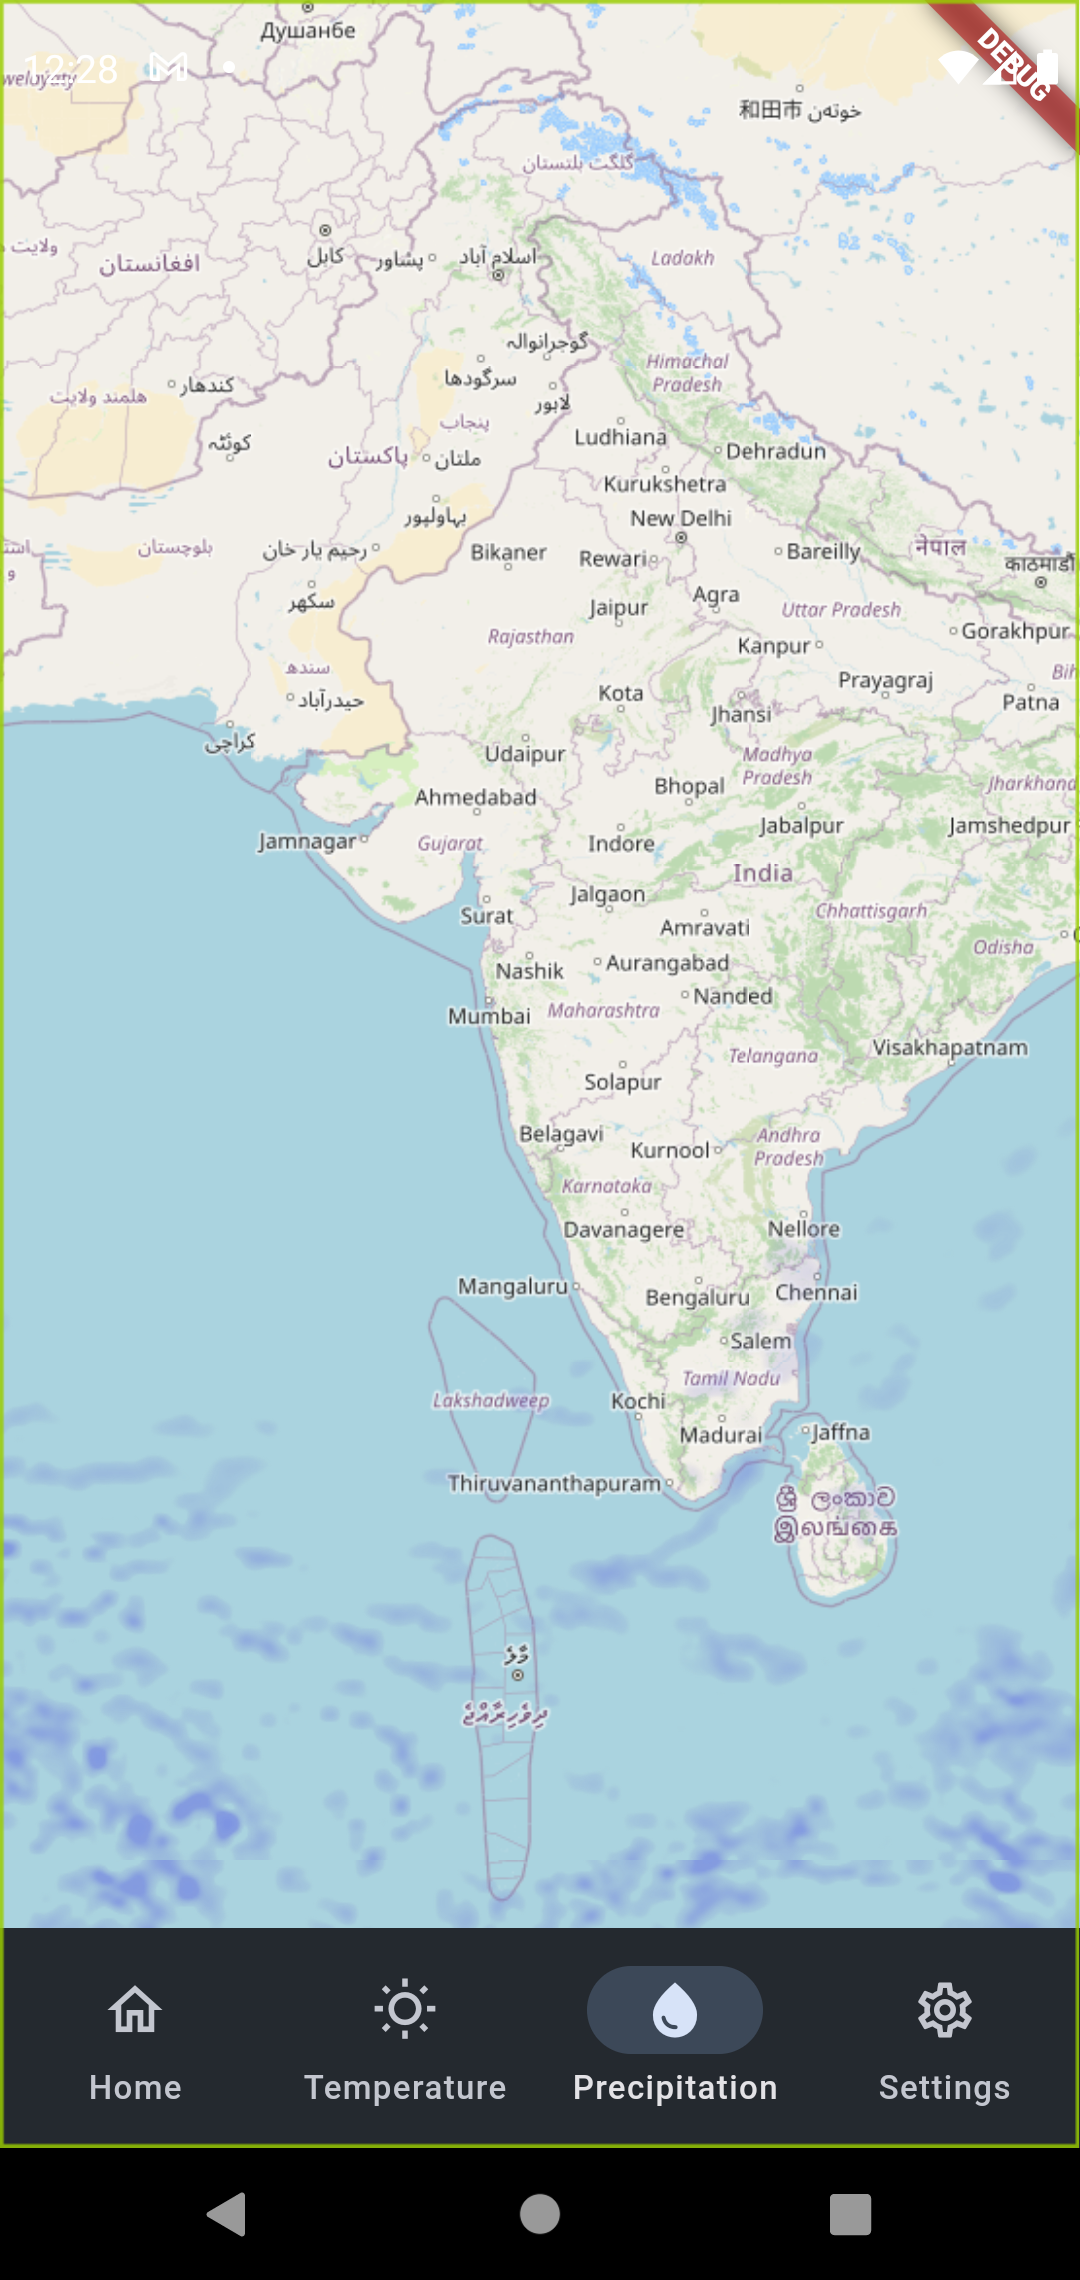 Душанбе
12:28
DEBUG
和田市 خوتەن
گلگت بلتستان
ولايت
افغانستان
كابل
پشاور
اسلام آباد
Ladakh
گوجرانوالہ
سرگودھا
Himachal
Pradesh
هلمند ولايت
كندهار
لاہور
پنجاب
Ludhiana
کوئٹہ
پاکستان
ملتان
Dehradun
Kurukshetra
بہاولپور
New Delhi
بلوچستان
رحیم یار خان
Bikaner
Rewari
Bareilly
नेपाल
काठमाडौं
سکھر
Jaipur
Agra
Uttar Pradesh
Rajasthan
Kanpur
Gorakhpur
سندھ
حیدرآباد
Kota
Prayagraj
Bih
Patna
Jhansi
کراچی
Udaipur
Madhya
Pradesh
Bhopal
Jharkhand
Ahmedabad
Jamnagar
Gujarat
Indore
Jabalpur
Jamshedpur
India
Jalgaon
Surat
Amravati
Chhattisgarh
Odisha
Nashik
Aurangabad
Nanded
Mumbai
Maharashtra
Visakhapatnam
Telangana
Solapur
Belagavi
Kurnool
Andhra
Pradesh
Karnataka
Davanagere
Nellore
Mangaluru
Bengaluru
Chennai
Salem
Tamil Nadu
Lakshadweep
Kochi
Madurai
Jaffna
Thiruvananthapuram
ශ්‍රී ලංකාව
இலங்கை
މާލެ
ދިވެހިރާއްޖެ
Home
Temperature
Precipitation
Settings